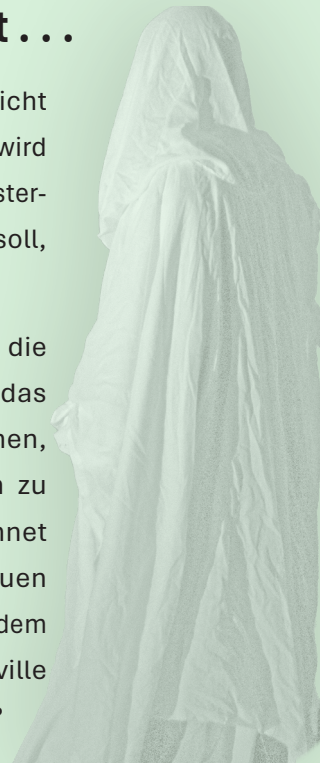 t . . .
icht
wird
ster-
soll,
die
das
nen,
n zu
nnet
uen
dem
ville
?